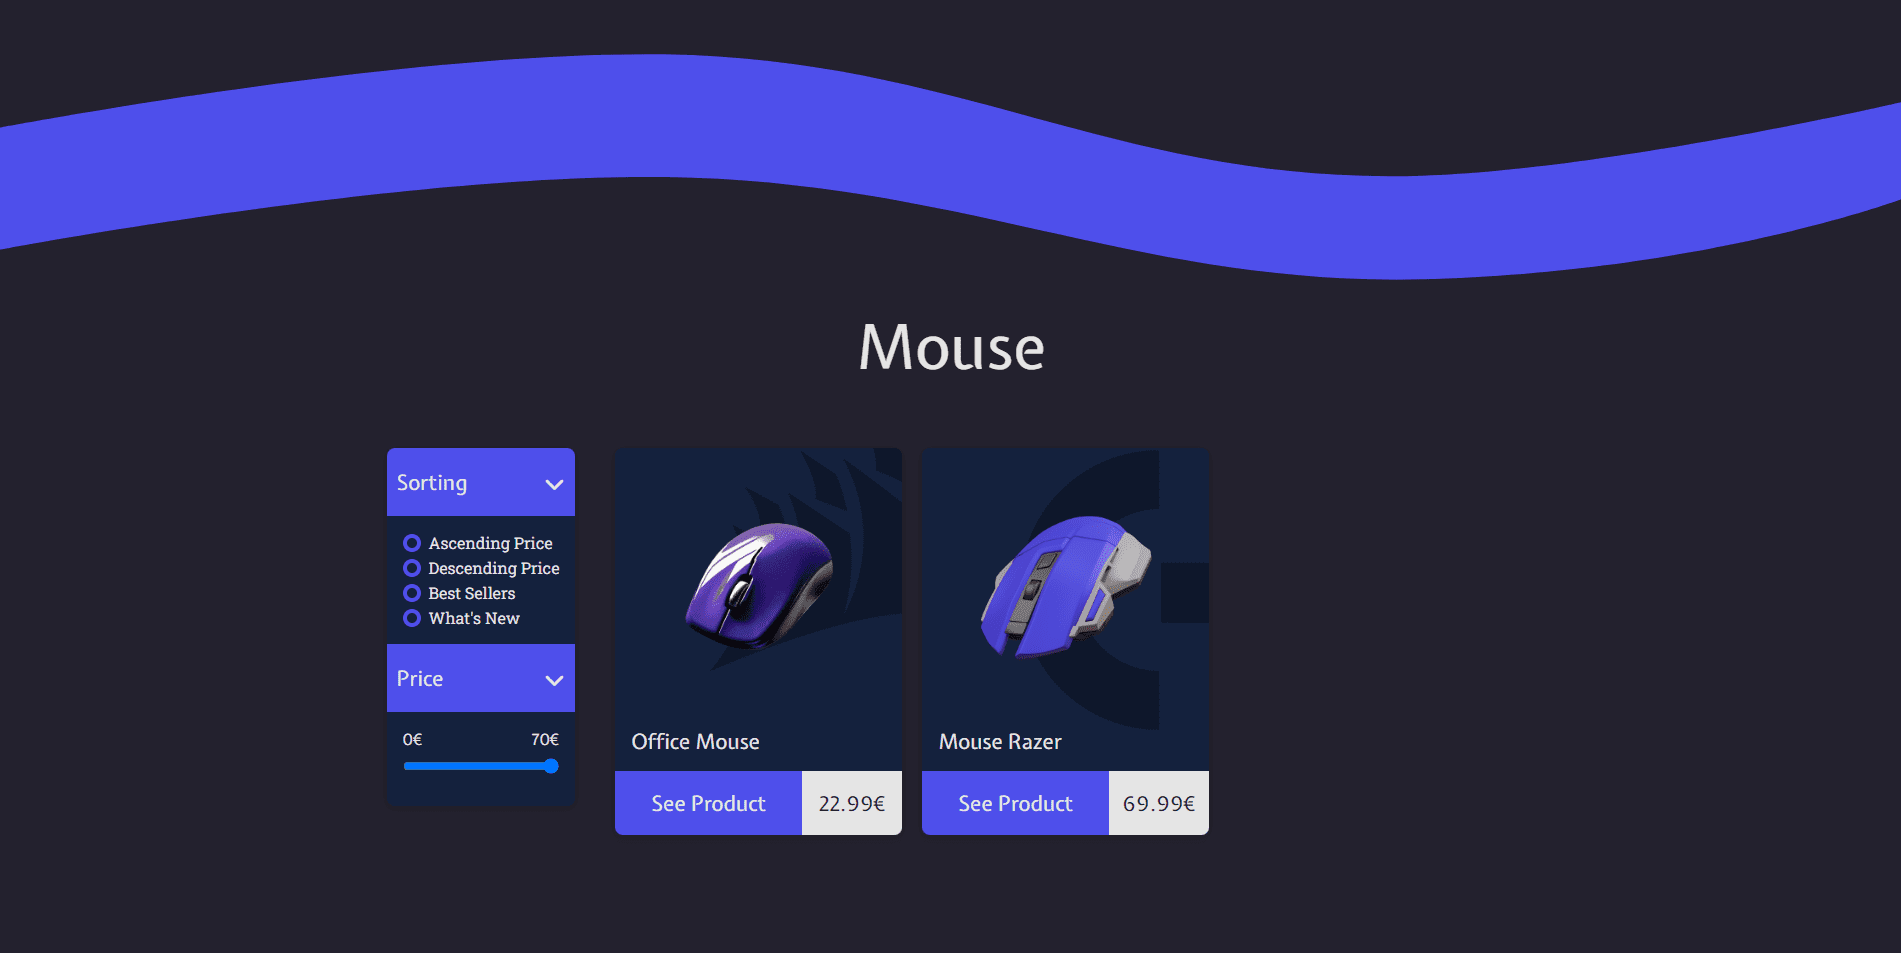 Mouse
Sorting
Ascending Price
Descending Price
Best Sellers
What's New
Price
0€ 70€
Office Mouse
See Product 22.99€
Mouse Razer
See Product 69.99€